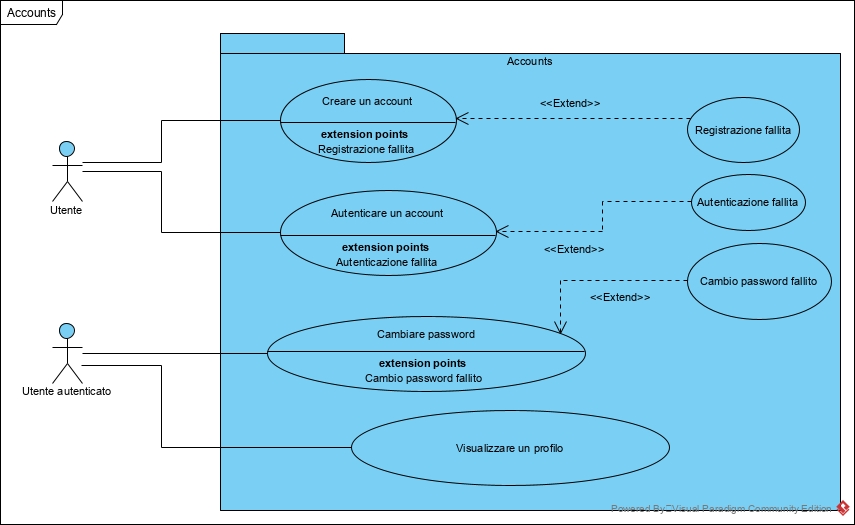 Accounts
Accounts
Creare un account
extension points
Registrazione fallita
<<Extend>>
Registrazione fallita
Utente
Autenticare un account
extension points
Autenticazione fallita
<<Extend>>
Autenticazione fallita
Cambio password fallito
<<Extend>>
Cambiare password
extension points
Cambio password fallito
Utente autenticato
Visualizzare un profilo
Powered By Visual Paradigm Community Edition